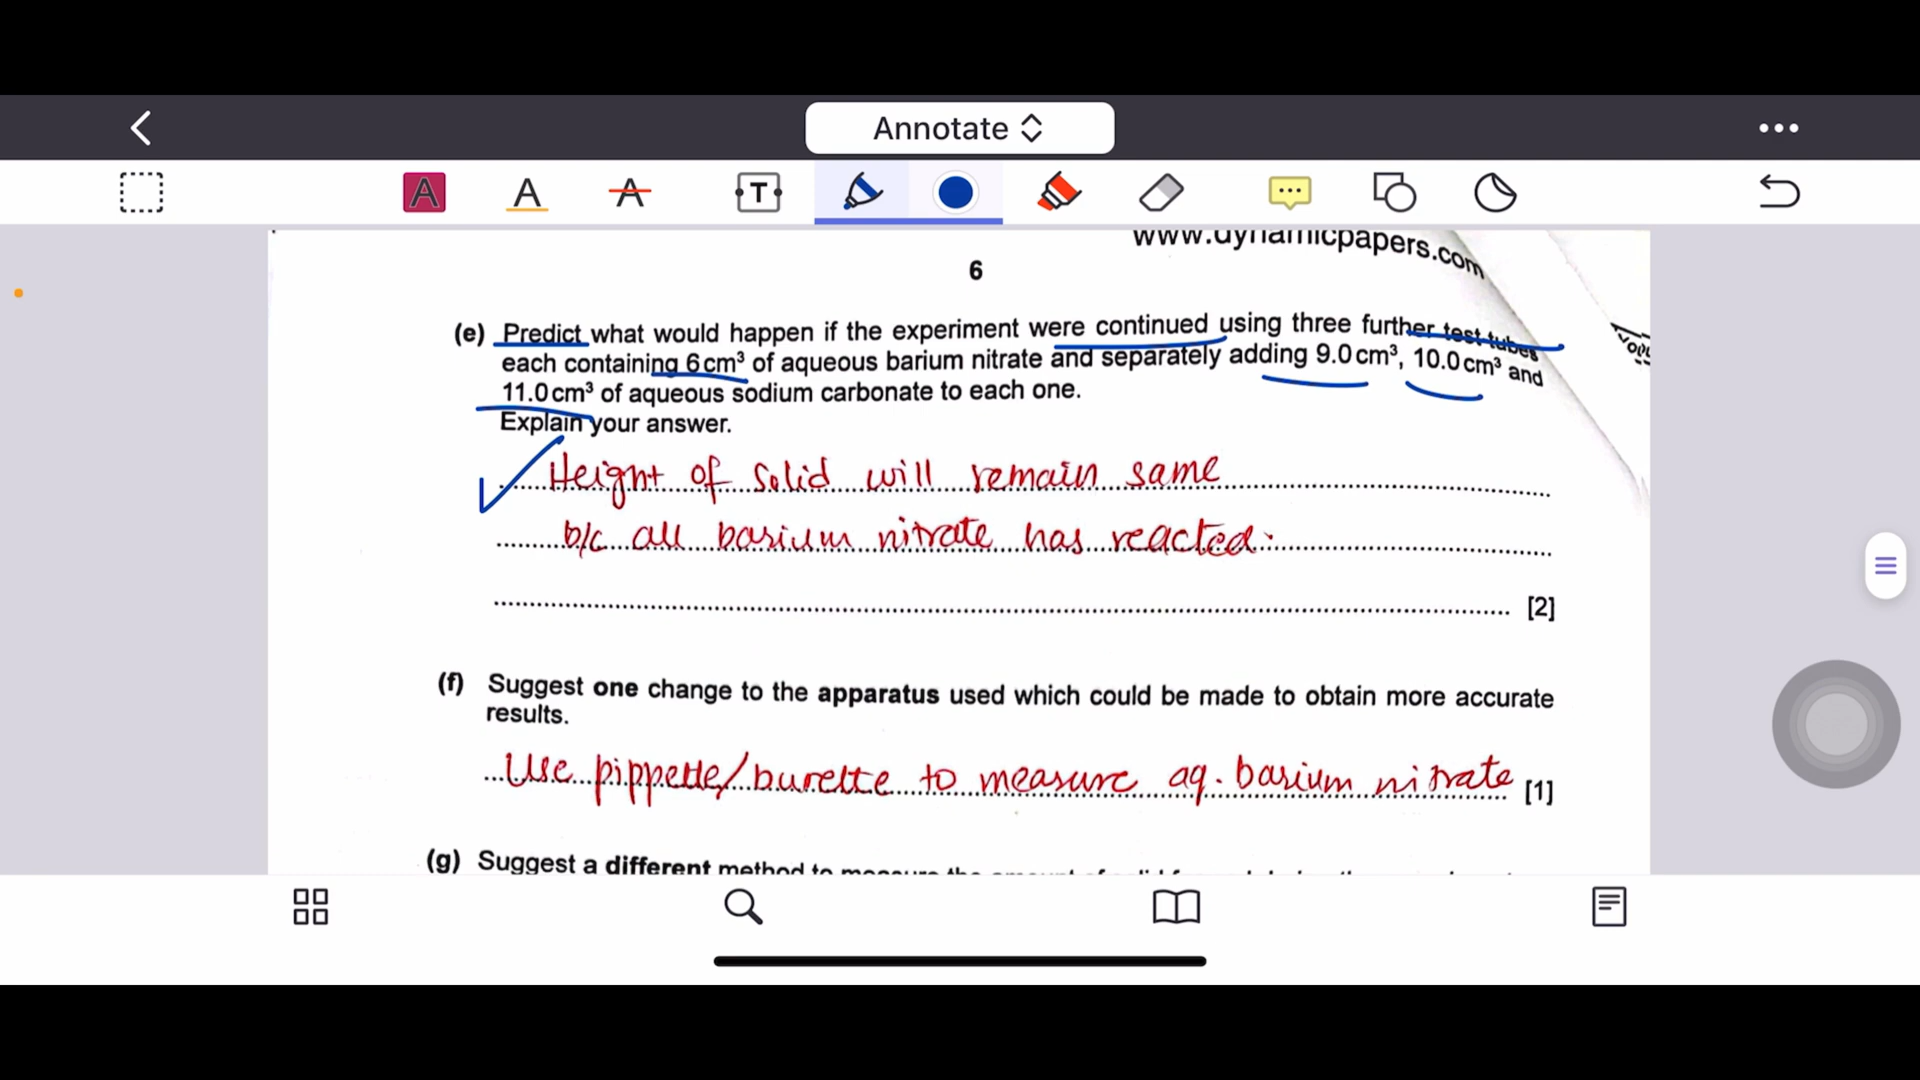 Annotate
A A A T
www.dynamicpapers.com
6
(e) Predict what would happen if the experiment were continued using three further test-tubes
each containing 6 cm³ of aqueous barium nitrate and separately adding 9.0 cm³, 10.0 cm³ and
11.0 cm³ of aqueous sodium carbonate to each one.
Explain your answer.
Height of solid will remain same
b/c all barium nitrate has reacted.
[2]
(f) Suggest one change to the apparatus used which could be made to obtain more accurate
results.
Use pippette/burette to measure aq. barium nitrate [1]
(g) Suggest a different method to measure the